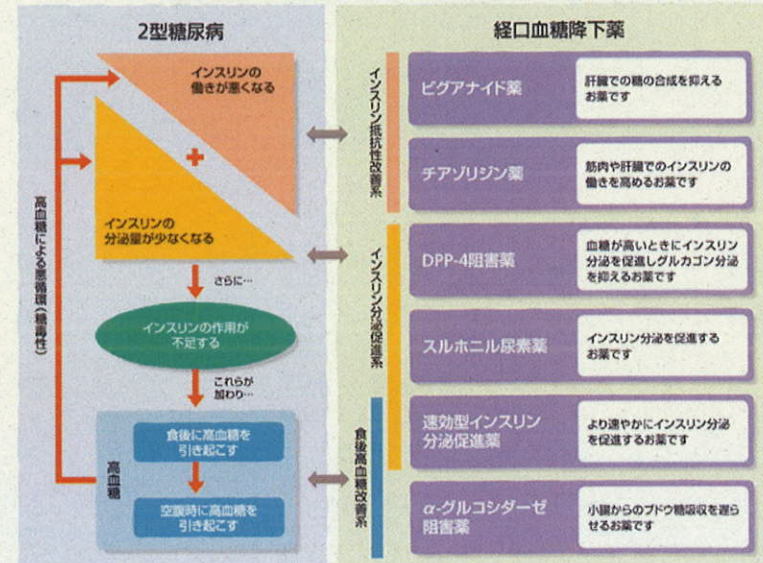 2型糖尿病
インスリンの
働きが悪くなる
+
インスリンの
分泌量が少なくなる
さらに…
インスリンの作用が
不足する
これらが
加わり…
高血糖
食後に高血糖を
引き起こす
空腹時に高血糖を
引き起こす
高血糖による悪循環(糖毒性)
経口血糖降下薬
インスリン抵抗性改善系
ビグアナイド薬
肝臓での糖の合成を抑える
お薬です
チアゾリジン薬
筋肉や肝臓でのインスリンの
働きを高めるお薬です
インスリン分泌促進系
DPP-4阻害薬
血糖が高いときにインスリン
分泌を促進しグルカゴン分泌
を抑えるお薬です
スルホニル尿素薬
インスリン分泌を促進する
お薬です
食後高血糖改善系
速効型インスリン
分泌促進薬
より速やかにインスリン分泌
を促進するお薬です
α-グルコシダーゼ
阻害薬
小腸からのブドウ糖吸収を遅ら
せるお薬です